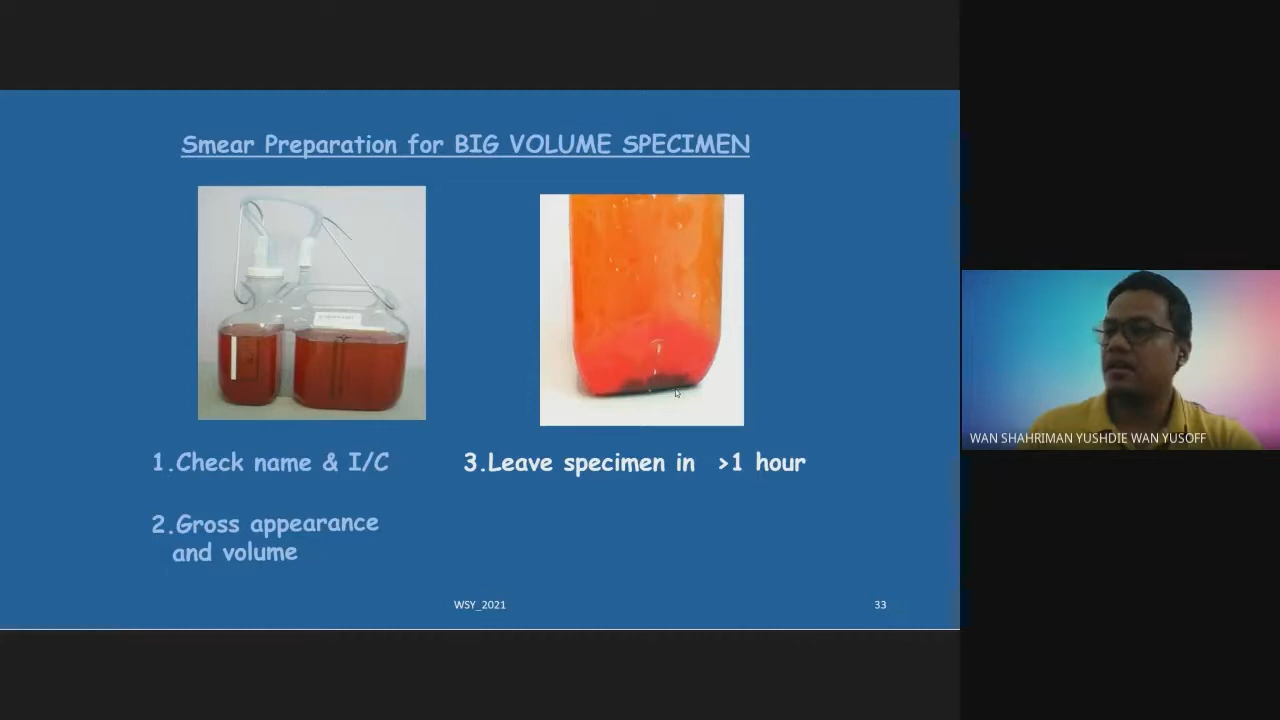 Smear Preparation for BIG VOLUME SPECIMEN
1.Check name & I/C
3.Leave specimen in >1 hour
2.Gross appearance
and volume
WSY_2021
33
WAN SHAHRIMAN YUSHDIE WAN YUSOFF